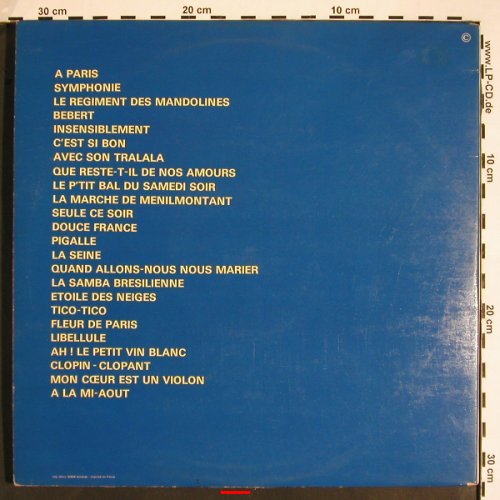 30 cm
20 cm
10 cm
©
www.LP-CD.de
10 cm
20 cm
30 cm
A PARIS
SYMPHONIE
LE REGIMENT DES MANDOLINES
BEBERT
INSENSIBLEMENT
C'EST SI BON
AVEC SON TRALALA
QUE RESTE-T-IL DE NOS AMOURS
LE P'TIT BAL DU SAMEDI SOIR
LA MARCHE DE MENILMONTANT
SEULE CE SOIR
DOUCE FRANCE
PIGALLE
LA SEINE
QUAND ALLONS-NOUS NOUS MARIER
LA SAMBA BRESILIENNE
ETOILE DES NEIGES
TICO-TICO
FLEUR DE PARIS
LIBELLULE
AH ! LE PETIT VIN BLANC
CLOPIN-CLOPANT
MON CŒUR EST UN VIOLON
A LA MI-AOUT